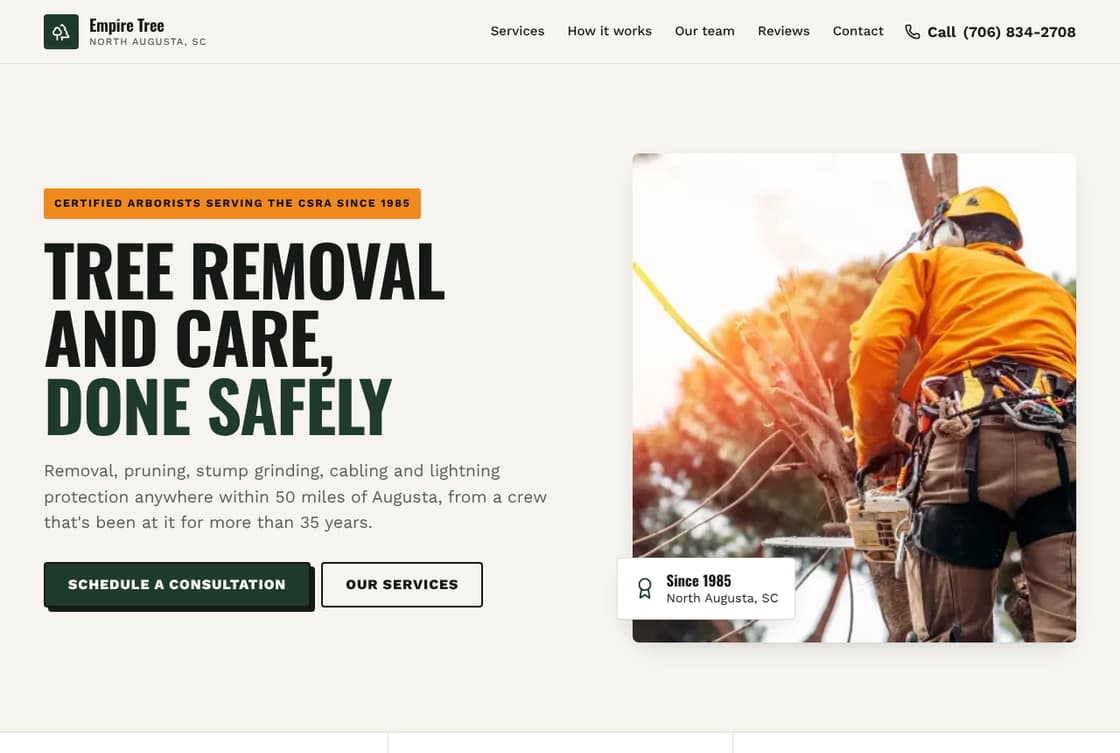 Empire Tree
NORTH AUGUSTA, SC
Services
How it works
Our team
Reviews
Contact
Call (706) 834-2708
CERTIFIED ARBORISTS SERVING THE CSRA SINCE 1985
TREE REMOVAL
AND CARE,
DONE SAFELY
Removal, pruning, stump grinding, cabling and lightning
protection anywhere within 50 miles of Augusta, from a crew
that's been at it for more than 35 years.
SCHEDULE A CONSULTATION
OUR SERVICES
Since 1985
North Augusta, SC